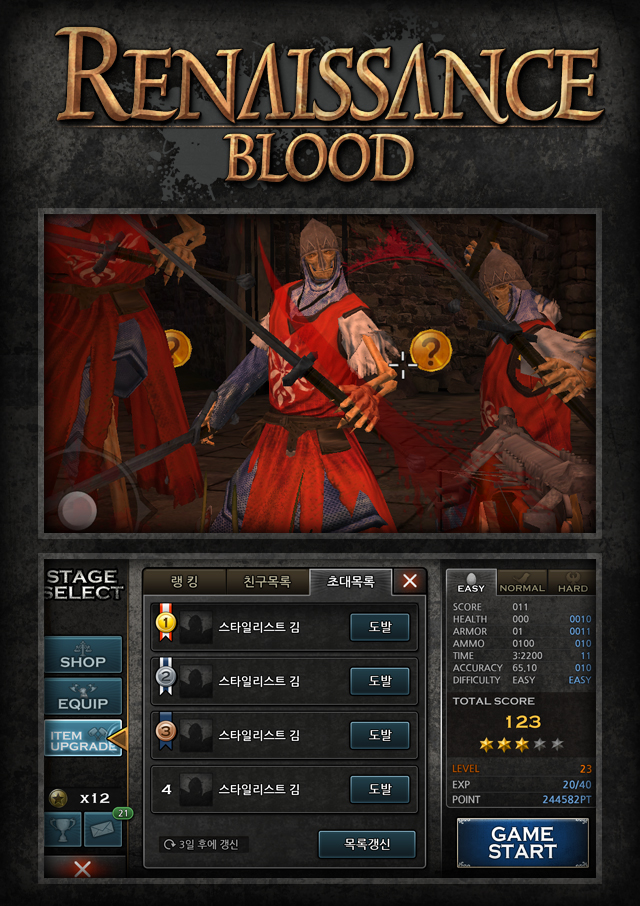 RENAISSANCE
BLOOD
?
?
STAGE
SELECT
SHOP
EQUIP
ITEM
UPGRADE
x12
21
랭 킹
친구목록
초대목록
1
스타일리스트 김
도발
2
스타일리스트 김
도발
3
스타일리스트 김
도발
4
스타일리스트 김
도발
3일 후에 갱신
목록갱신
EASY
NORMAL
HARD
SCORE 011
HEALTH 000 0010
ARMOR 01 0011
AMMO 0100 010
TIME 3:2200 11
ACCURACY 65,10 010
DIFFICULTY EASY EASY
TOTAL SCORE
123
LEVEL 23
EXP 20/40
POINT 244582PT
GAME
START